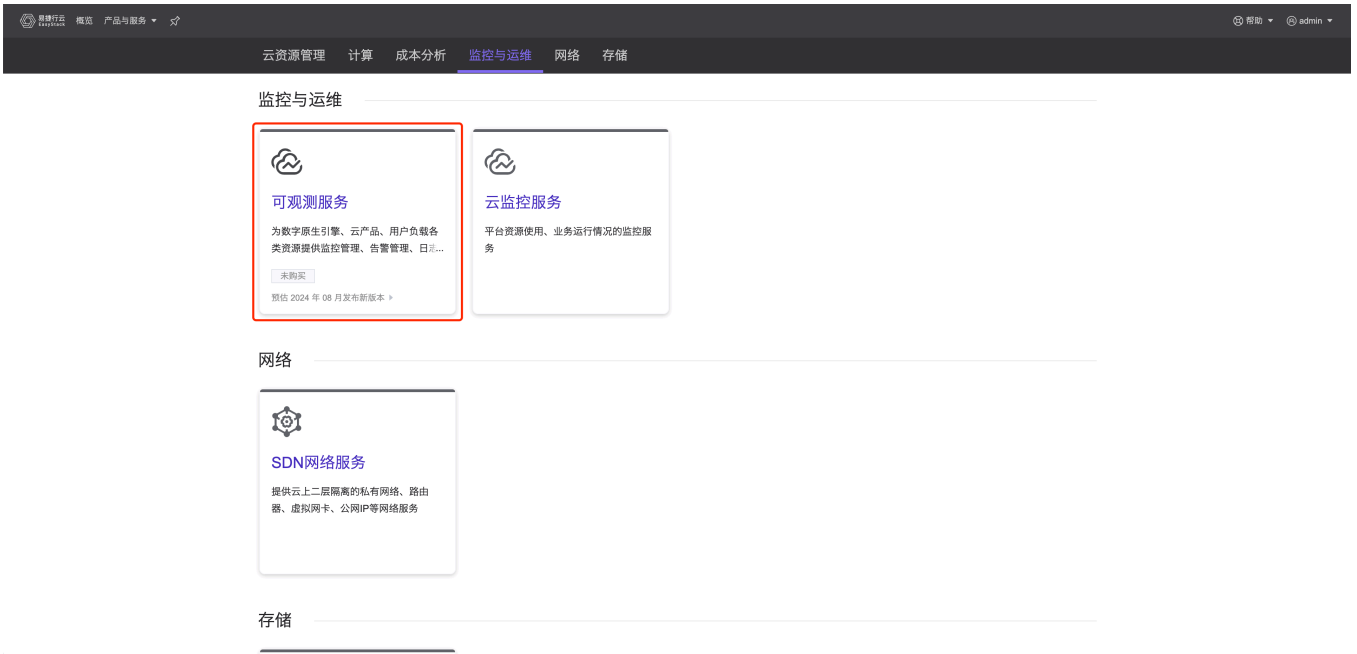 易捷行云
EasyStack
概览
产品与服务
帮助
admin
云资源管理
计算
成本分析
监控与运维
网络
存储
监控与运维
可观测服务
为数字原生引擎、云产品、用户负载各
类资源提供监控管理、告警管理、日志...
未购买
预估 2024 年 08 月发布新版本
云监控服务
平台资源使用、业务运行情况的监控服
务
网络
SDN网络服务
提供云上二层隔离的私有网络、路由
器、虚拟网卡、公网IP等网络服务
存储